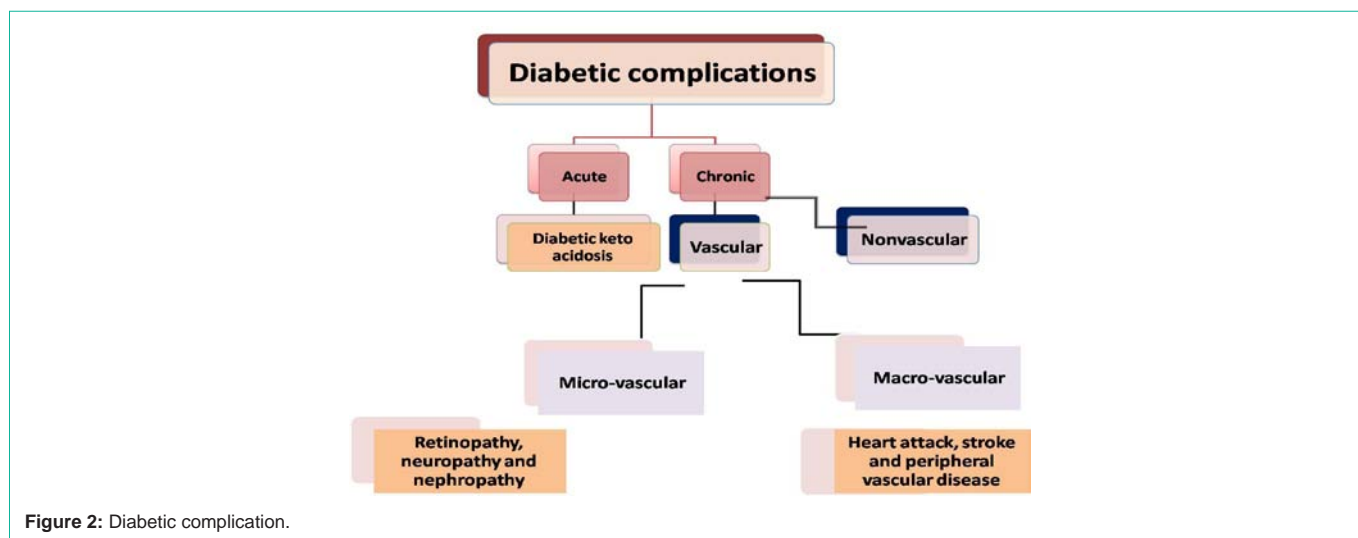 Diabetic complications
Acute
Chronic
Diabetic keto
acidosis
Vascular
Nonvascular
Micro-vascular
Macro-vascular
Retinopathy,
neuropathy and
nephropathy
Heart attack, stroke
and peripheral
vascular disease
Figure 2: Diabetic complication.